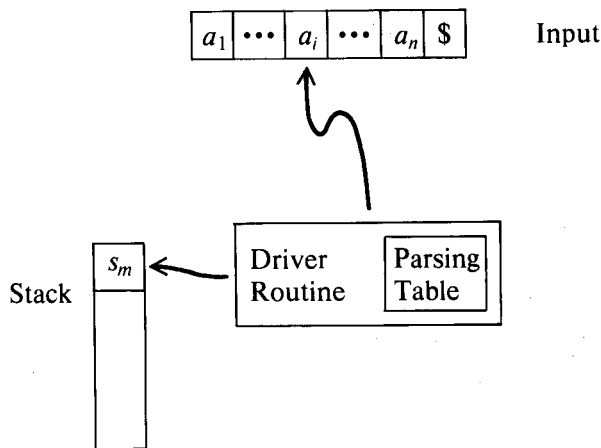 a₁ ••• aᵢ ••• aₙ $ Input
Driver Routine
Parsing Table
sₘ
Stack